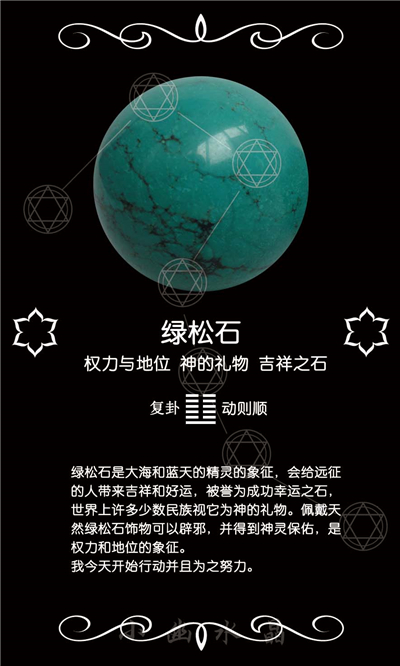 绿松石
权力与地位 神的礼物 吉祥之石
复卦 动则顺
绿松石是大海和蓝天的精灵的象征，会给远征
的人带来吉祥和好运，被誉为成功幸运之石，
世界上许多少数民族视它为神的礼物。佩戴天
然绿松石饰物可以辟邪，并得到神灵保佑，是
权力和地位的象征。
我今天开始行动并且为之努力。
小幽水晶